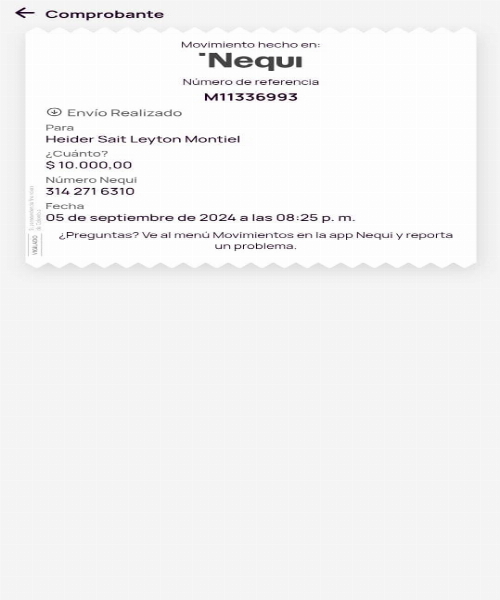 Comprobante
Movimiento hecho en:
Nequi
Número de referencia
M11336993
Envío Realizado
Para
Heider Sait Leyton Montiel
¿Cuánto?
$ 10.000,00
Número Nequi
314 271 6310
Fecha
05 de septiembre de 2024 a las 08:25 p. m.
¿Preguntas? Ve al menú Movimientos en la app Nequi y reporta
un problema.
VIGILADO